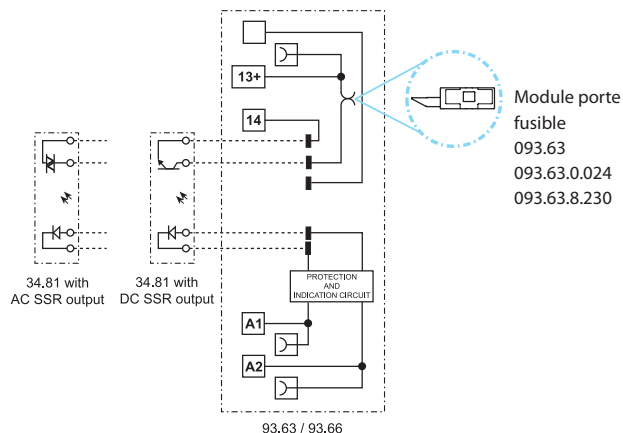 13+
14
Module porte
fusible
093.63
093.63.0.024
093.63.8.230
34.81 with
AC SSR output
34.81 with
DC SSR output
PROTECTION
AND
INDICATION CIRCUIT
A1
A2
93.63 / 93.66